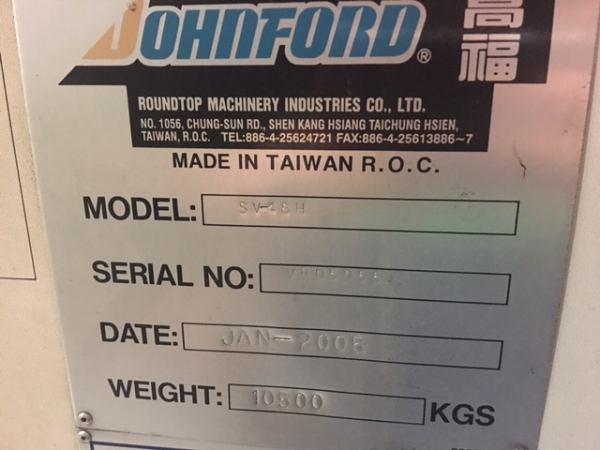 JOHNFORD®
高福
ROUNDTOP MACHINERY INDUSTRIES CO., LTD.
NO. 1056, CHUNG-SUN RD., SHEN KANG HSIANG TAICHUNG HSIEN,
TAIWAN, R.O.C. TEL:886-4-25624721 FAX:886-4-25613886~7
MADE IN TAIWAN R.O.C.
MODEL: SV-48H
SERIAL NO:
DATE: JAN-2005
WEIGHT: 10500 KGS